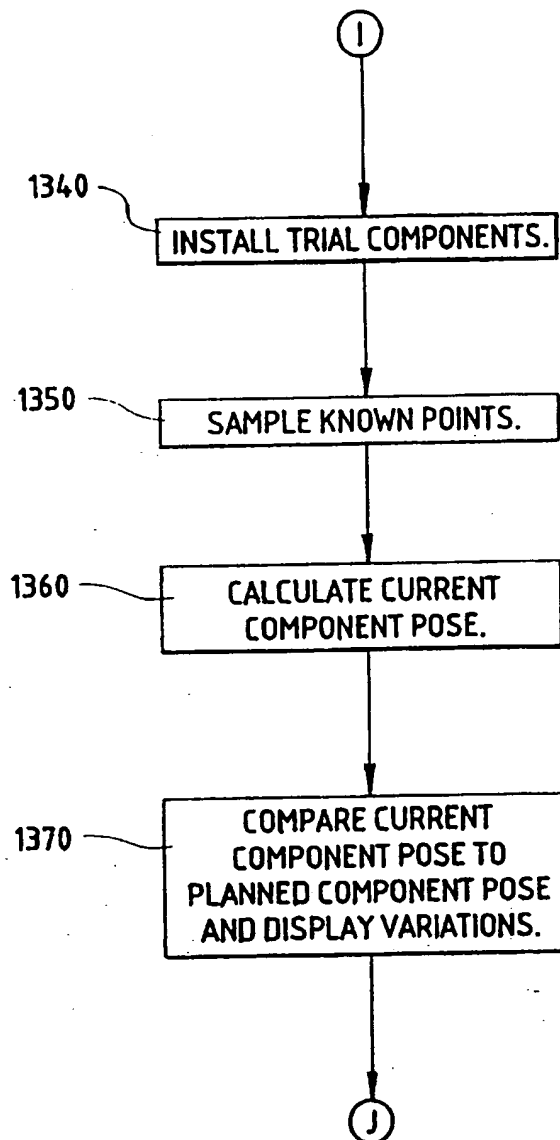 I
1340
INSTALL TRIAL COMPONENTS.
1350
SAMPLE KNOWN POINTS.
1360
CALCULATE CURRENT
COMPONENT POSE.
1370
COMPARE CURRENT
COMPONENT POSE TO
PLANNED COMPONENT POSE
AND DISPLAY VARIATIONS.
J